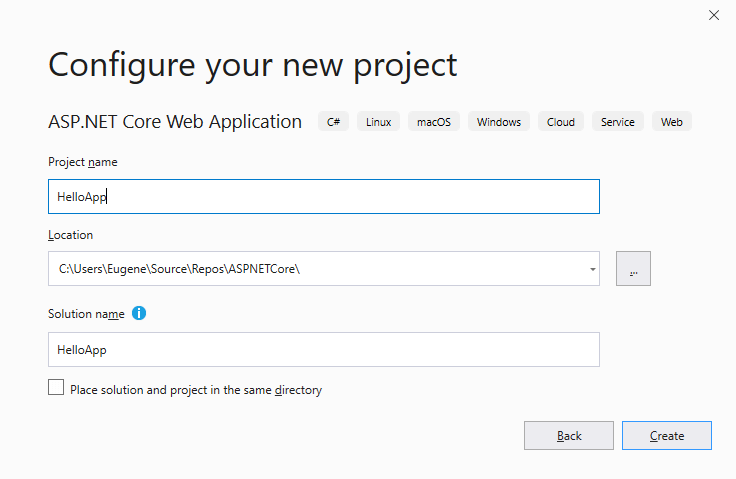 Configure your new project
ASP.NET Core Web Application C# Linux macOS Windows Cloud Service Web
Project name
HelloApp
Location
C:\Users\Eugene\Source\Repos\ASPNETCore\
...
Solution name
HelloApp
Place solution and project in the same directory
Back Create